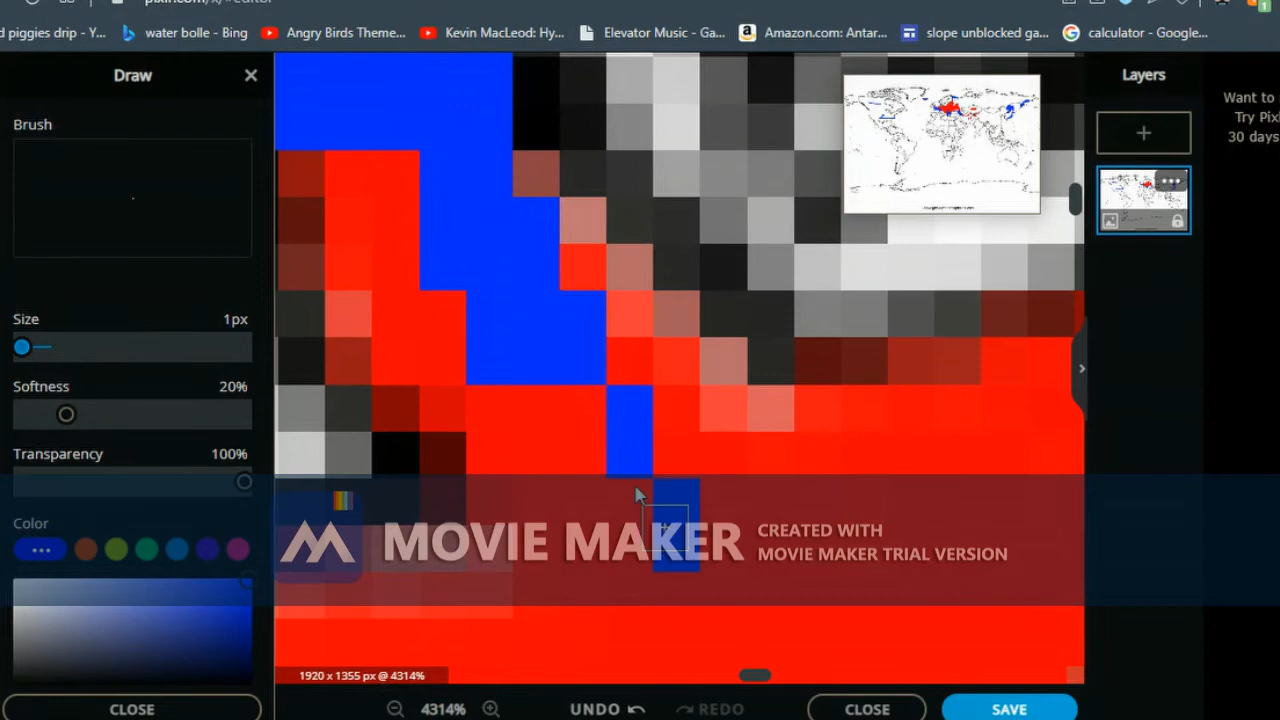 d piggies drip - Y... water bolle - Bing Angry Birds Theme... Kevin MacLeod: Hy... Elevator Music - Ga... Amazon.com: Antar... slope unblocked ga... calculator - Google...
Draw
Layers
Want to
Try Pixl
30 days
Brush
Size 1px
Softness 20%
Transparency 100%
Color
MOVIE MAKER
CREATED WITH
MOVIE MAKER TRIAL VERSION
1920 x 1355 px @ 4314%
CLOSE 4314% UNDO REDO CLOSE SAVE